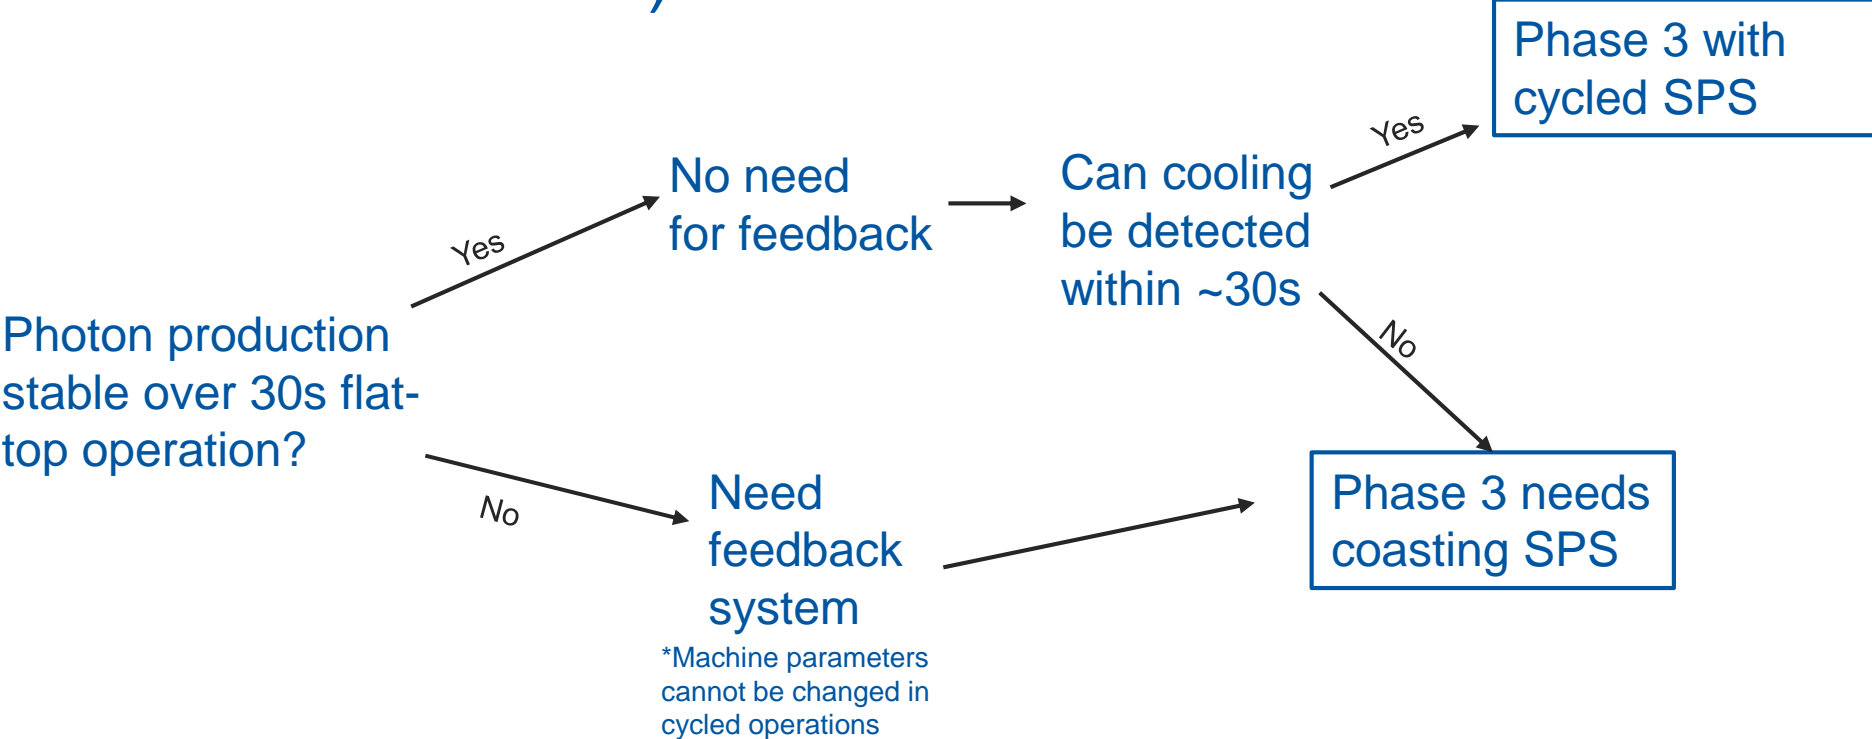 Phase 3 with
cycled SPS
Yes
No need
for feedback
Can cooling
be detected
within ~30s
Yes
No
Photon production
stable over 30s flat-
top operation?
No
Need
feedback
system
*Machine parameters
cannot be changed in
cycled operations
Phase 3 needs
coasting SPS